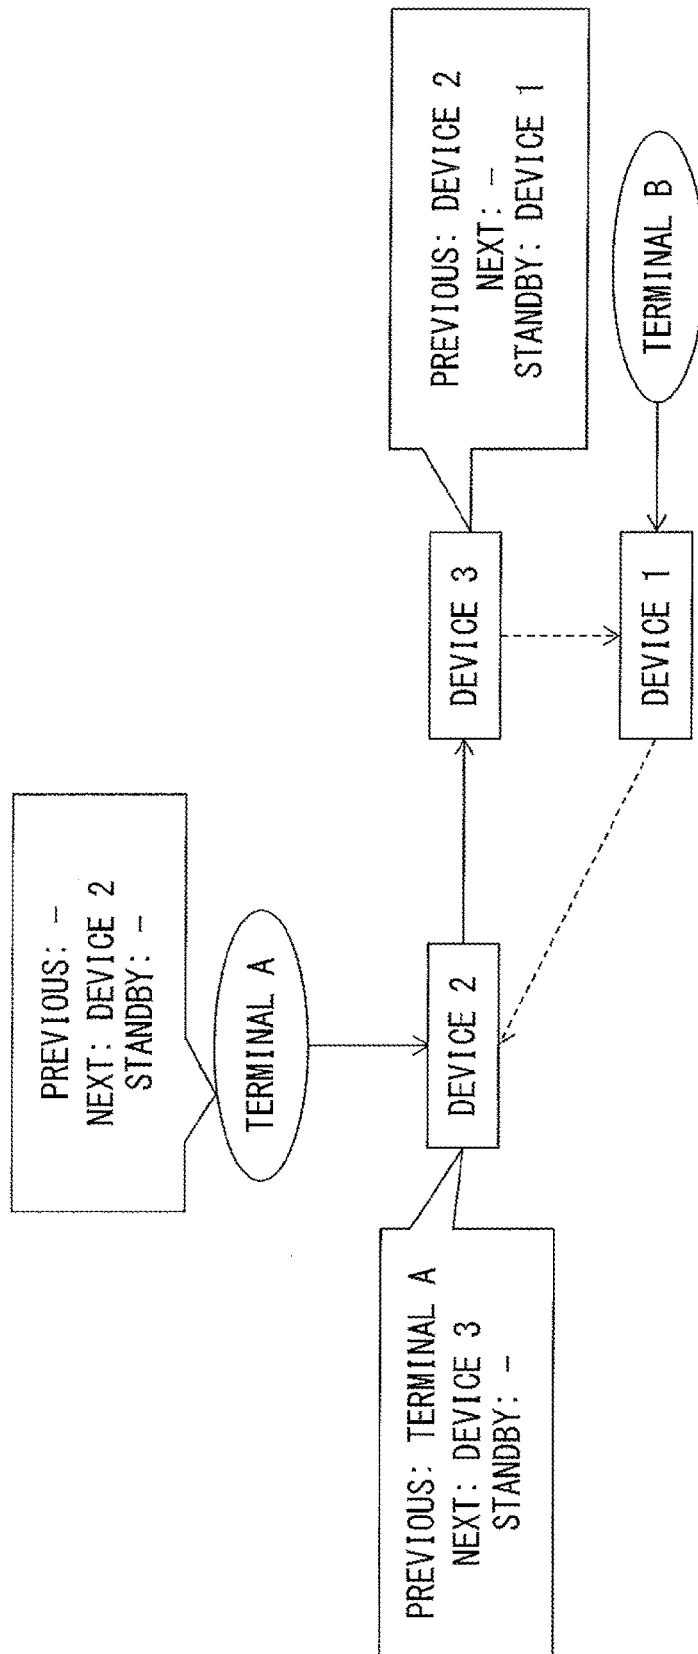 PREVIOUS: -
NEXT: DEVICE 2
STANDBY: -
TERMINAL A
PREVIOUS: TERMINAL A
NEXT: DEVICE 3
STANDBY: -
DEVICE 2
DEVICE 3
PREVIOUS: DEVICE 2
NEXT: -
STANDBY: DEVICE 1
DEVICE 1
TERMINAL B